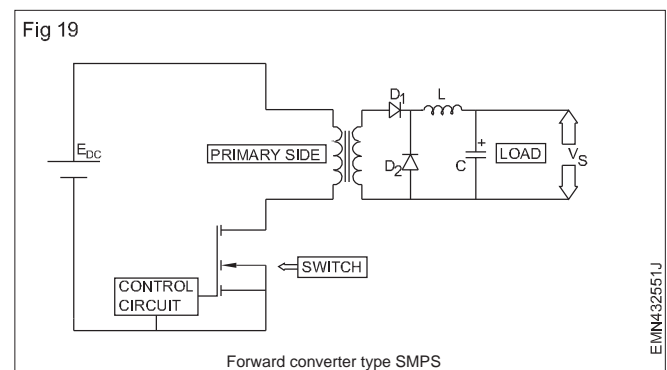 Fig 19
D1
L
EDC
PRIMARY SIDE
D2
C
+
LOAD
VS
SWITCH
CONTROL
CIRCUIT
EMN432551J
Forward converter type SMPS